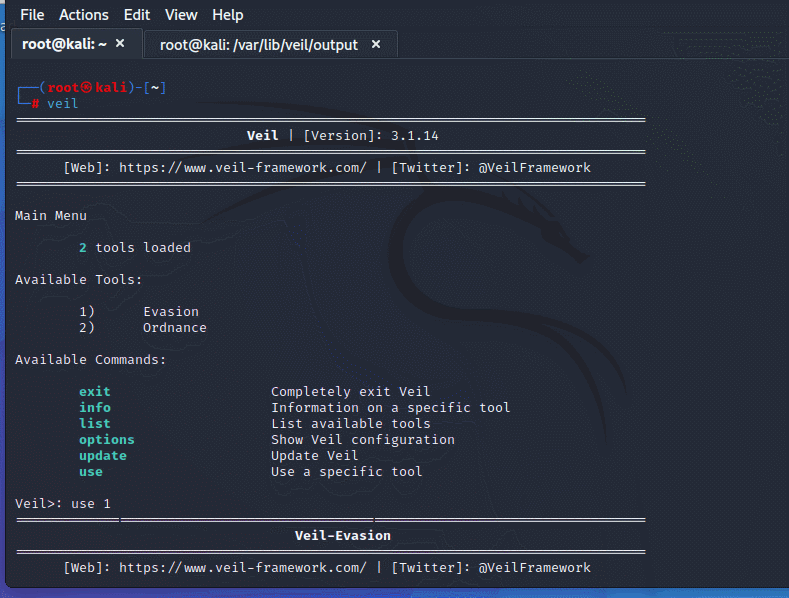 File Actions Edit View Help
root@kali: ~ × root@kali: /var/lib/veil/output ×
┌──(root㉿kali)-[~]
└─# veil
===============================================================================
Veil | [Version]: 3.1.14
===============================================================================
[Web]: https://www.veil-framework.com/ | [Twitter]: @VeilFramework
===============================================================================
Main Menu
2 tools loaded
Available Tools:
1) Evasion
2) Ordnance
Available Commands:
exit Completely exit Veil
info Information on a specific tool
list List available tools
options Show Veil configuration
update Update Veil
use Use a specific tool
Veil>: use 1
===============================================================================
Veil-Evasion
===============================================================================
[Web]: https://www.veil-framework.com/ | [Twitter]: @VeilFramework